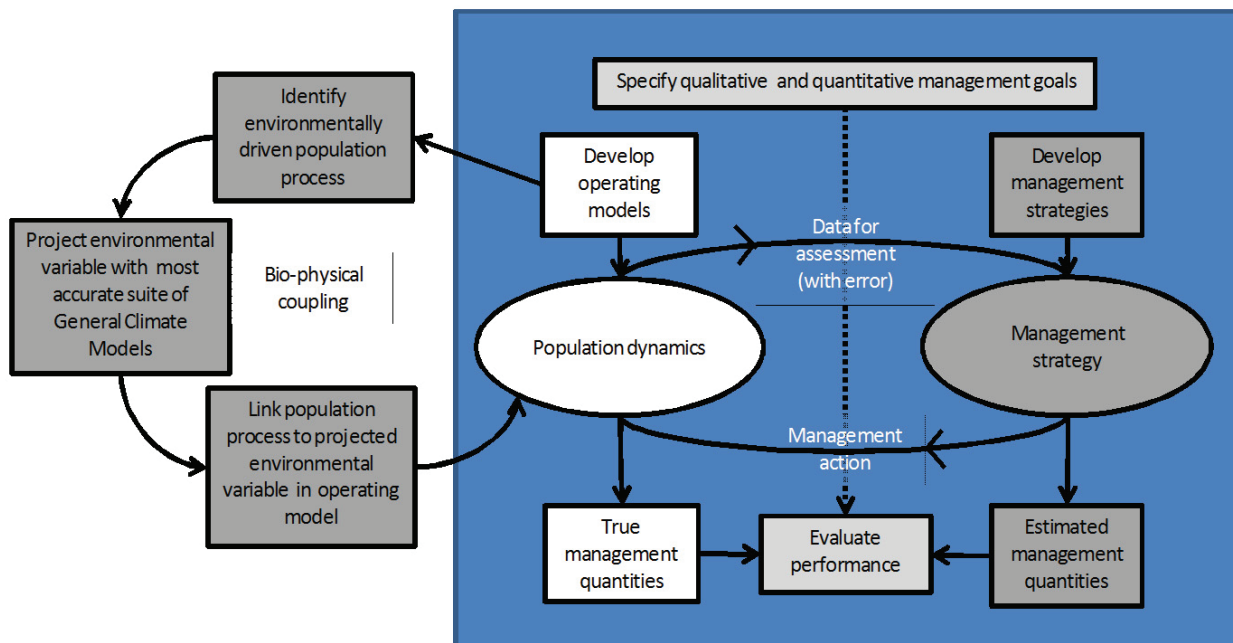 Specify qualitative and quantitative management goals
Identify
environmentally
driven population
process
Develop
operating
models
Develop
management
strategies
Project environmental
variable with most
accurate suite of
General Climate
Models
Bio-physical
coupling
Data for
assessment
(with error)
Population dynamics
Management
strategy
Link population
process to projected
environmental
variable in operating
model
Management
action
True
management
quantities
Evaluate
performance
Estimated
management
quantities